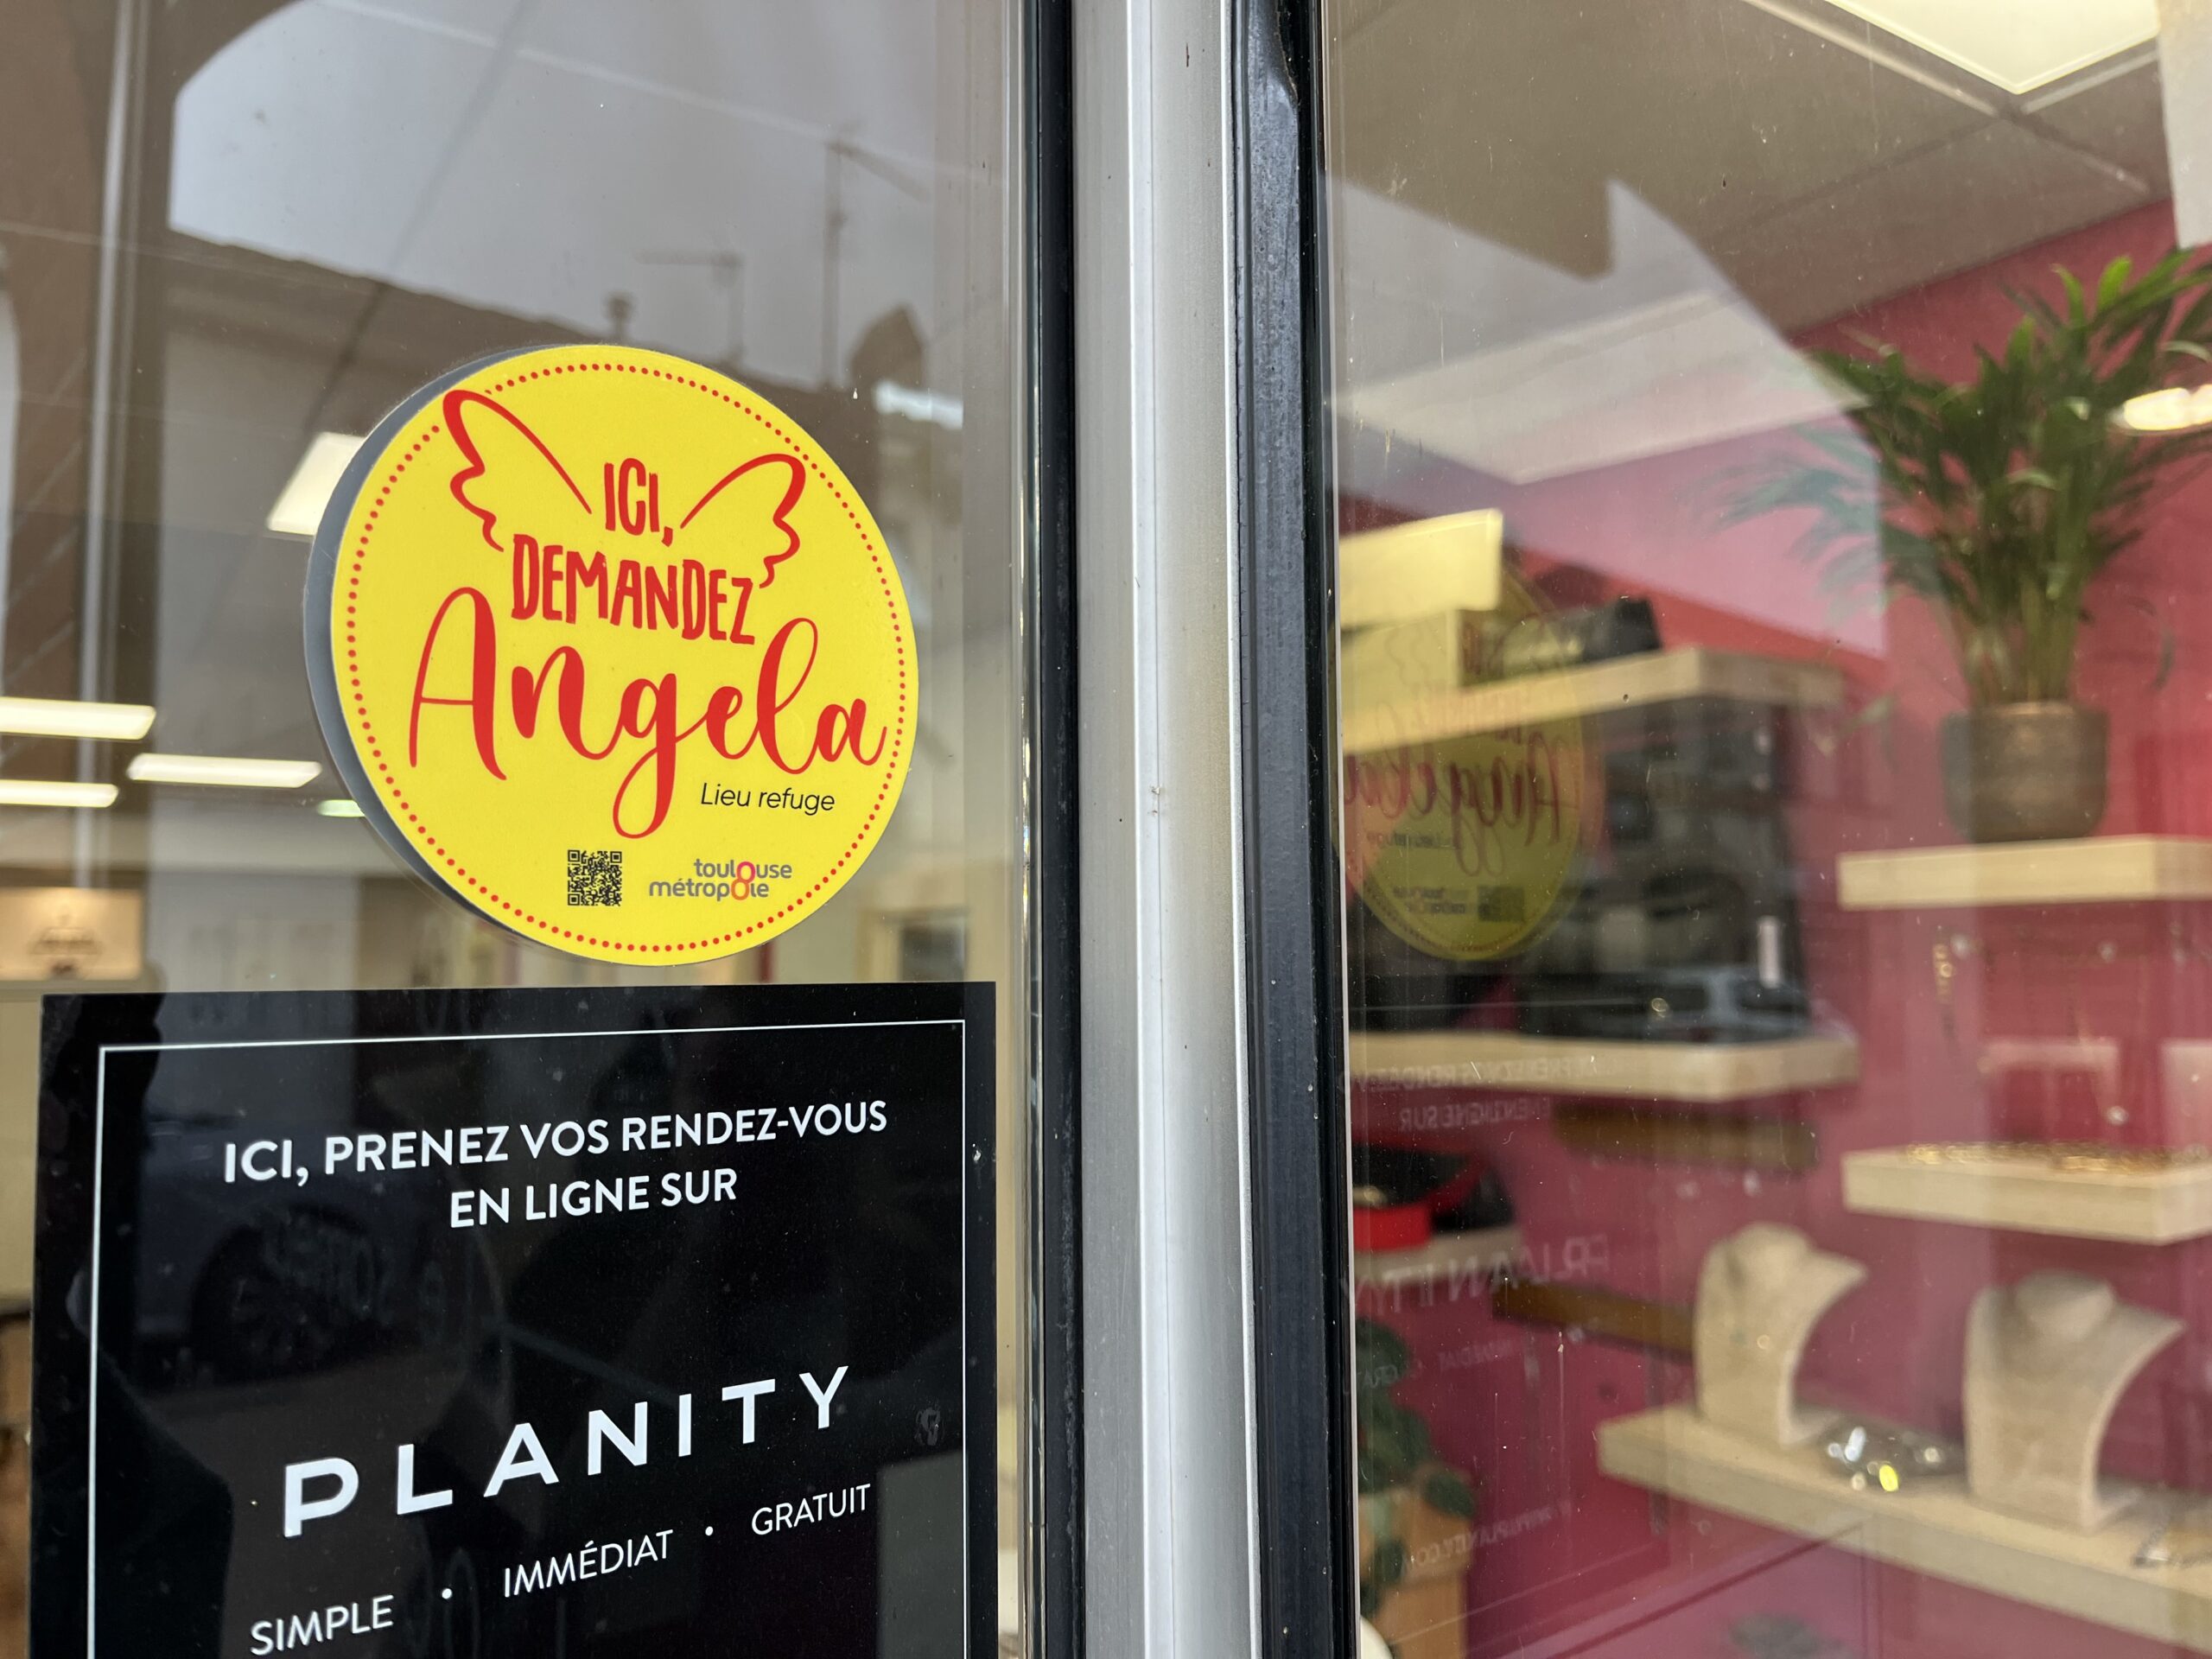 ICI,
DEMANDEZ
Angela
Lieu refuge
toulouse
métropole
ICI, PRENEZ VOS RENDEZ-VOUS
EN LIGNE SUR
PLANITY
SIMPLE • IMMÉDIAT • GRATUIT